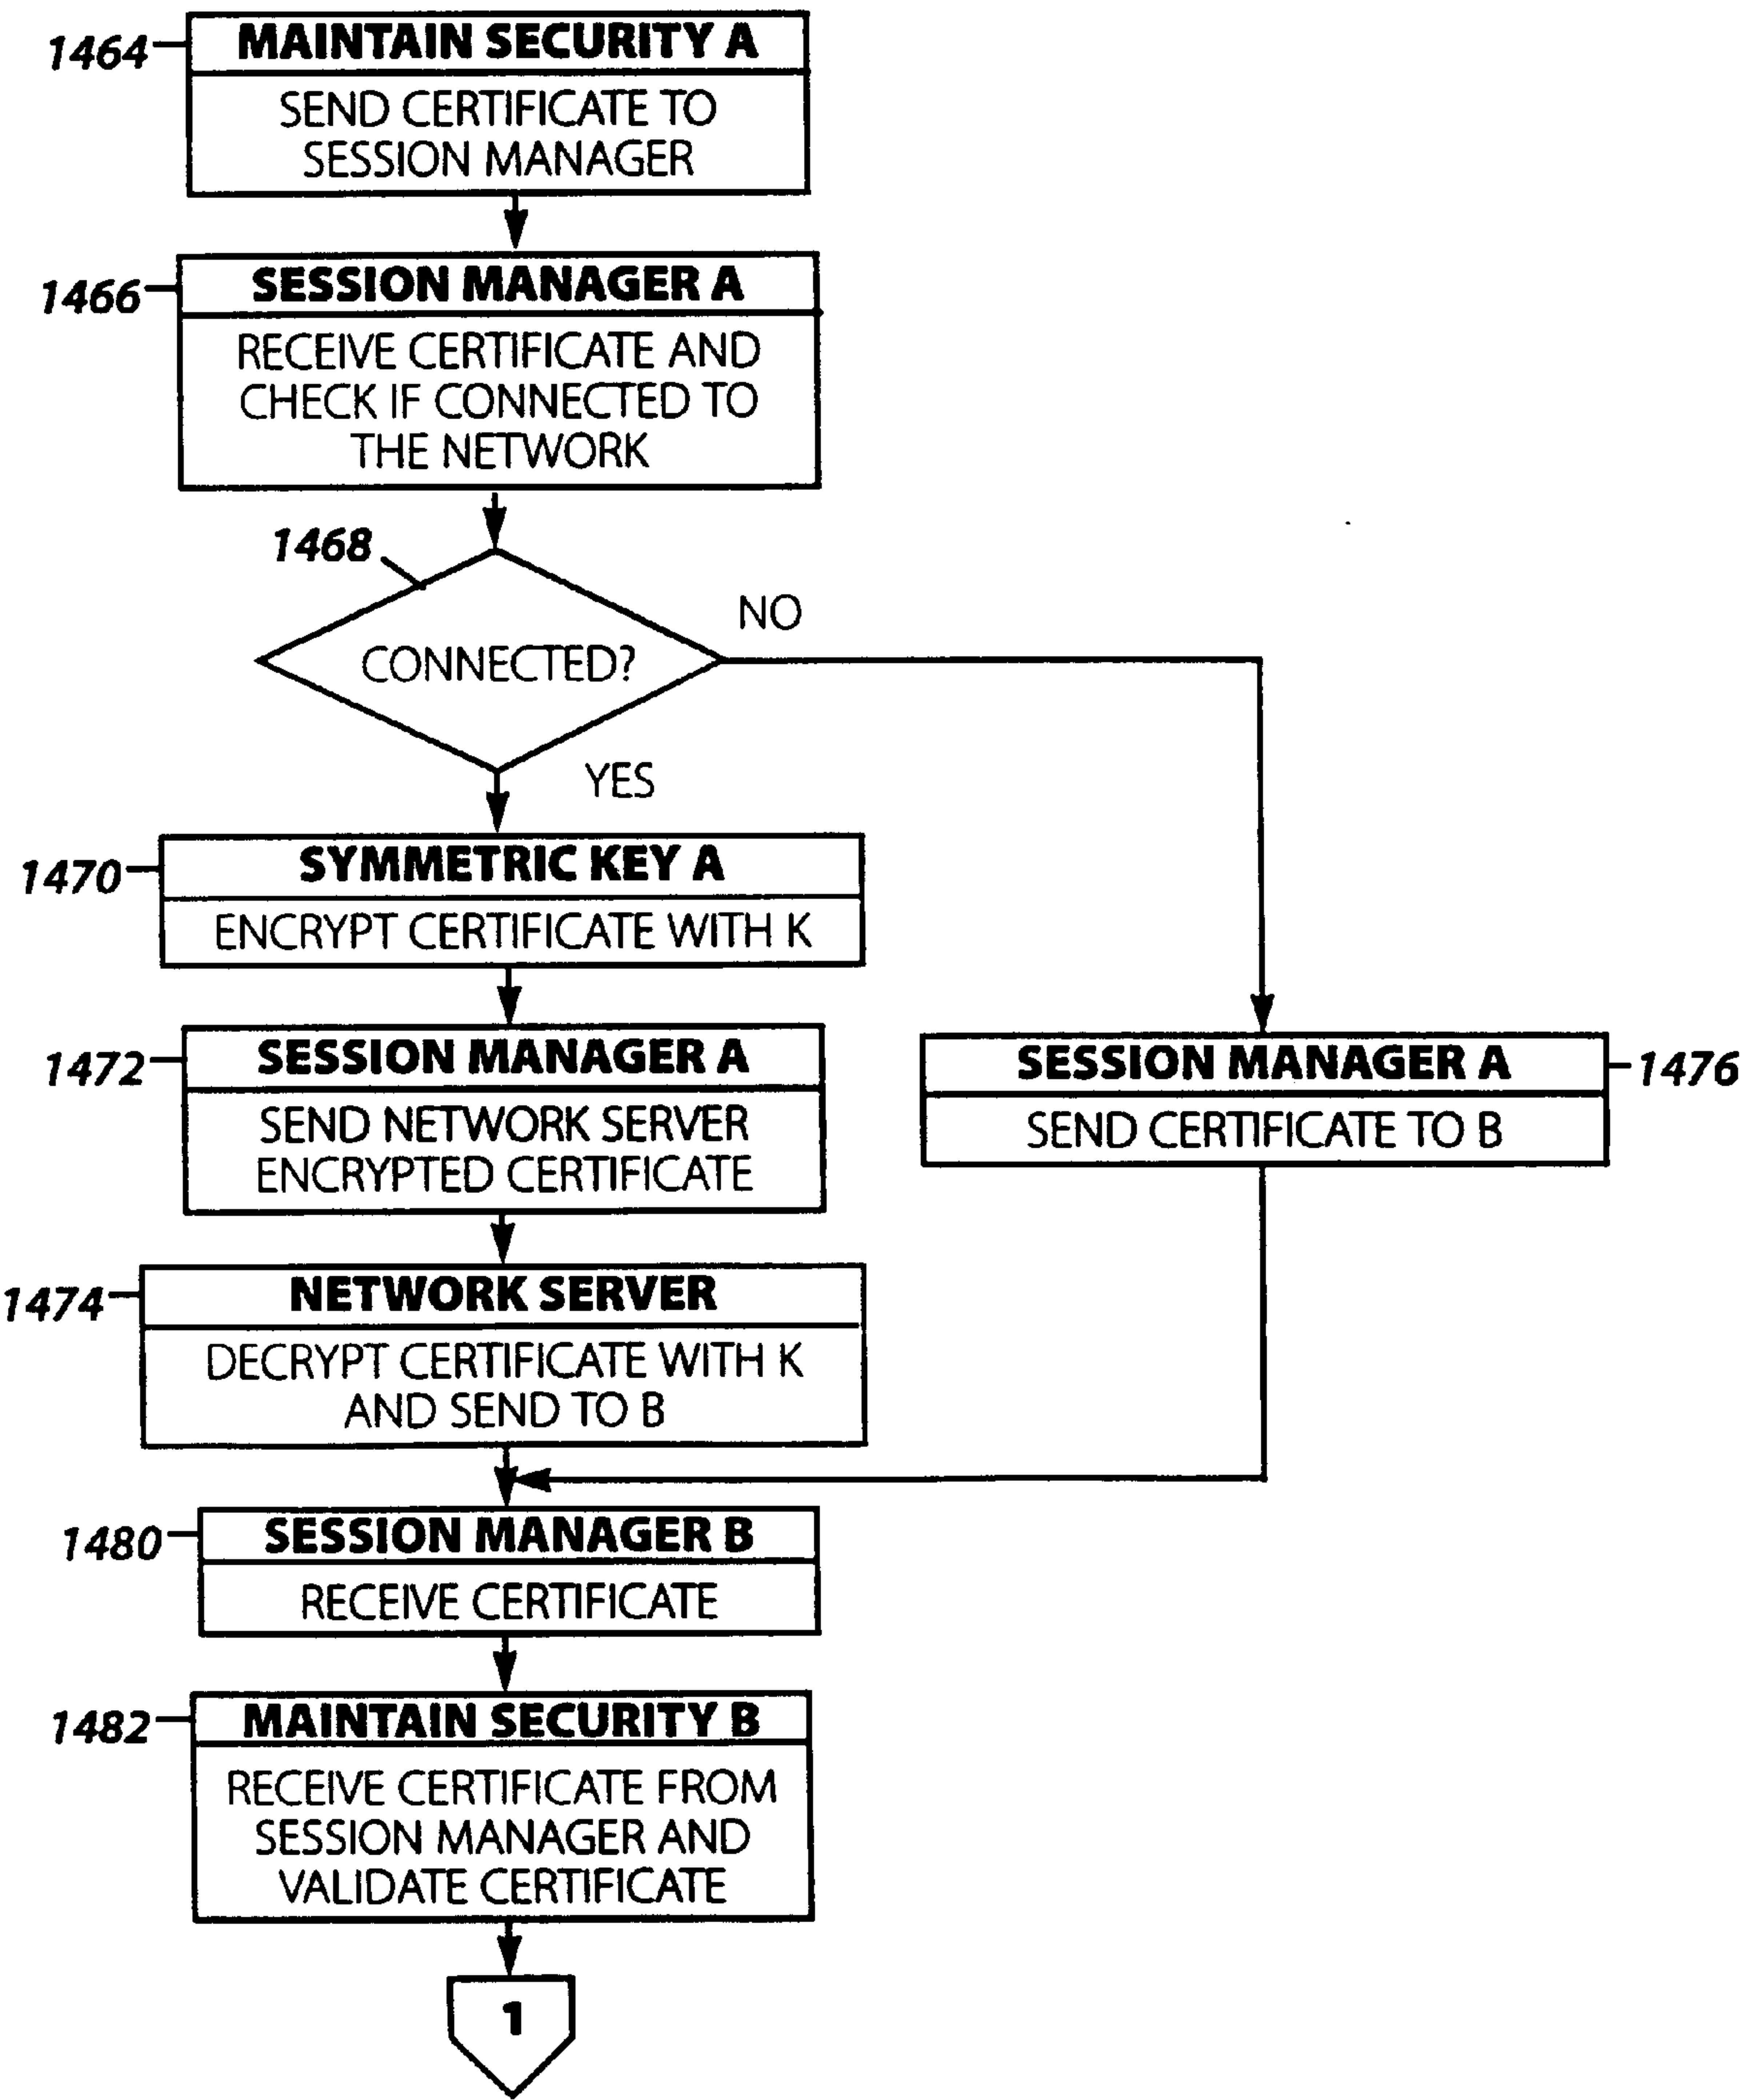 1464
MAINTAIN SECURITY A
SEND CERTIFICATE TO
SESSION MANAGER
1466
SESSION MANAGER A
RECEIVE CERTIFICATE AND
CHECK IF CONNECTED TO
THE NETWORK
1468
CONNECTED?
NO
YES
1470
SYMMETRIC KEY A
ENCRYPT CERTIFICATE WITH K
1472
SESSION MANAGER A
SEND NETWORK SERVER
ENCRYPTED CERTIFICATE
SESSION MANAGER A
1476
SEND CERTIFICATE TO B
1474
NETWORK SERVER
DECRYPT CERTIFICATE WITH K
AND SEND TO B
1480
SESSION MANAGER B
RECEIVE CERTIFICATE
1482
MAINTAIN SECURITY B
RECEIVE CERTIFICATE FROM
SESSION MANAGER AND
VALIDATE CERTIFICATE
1